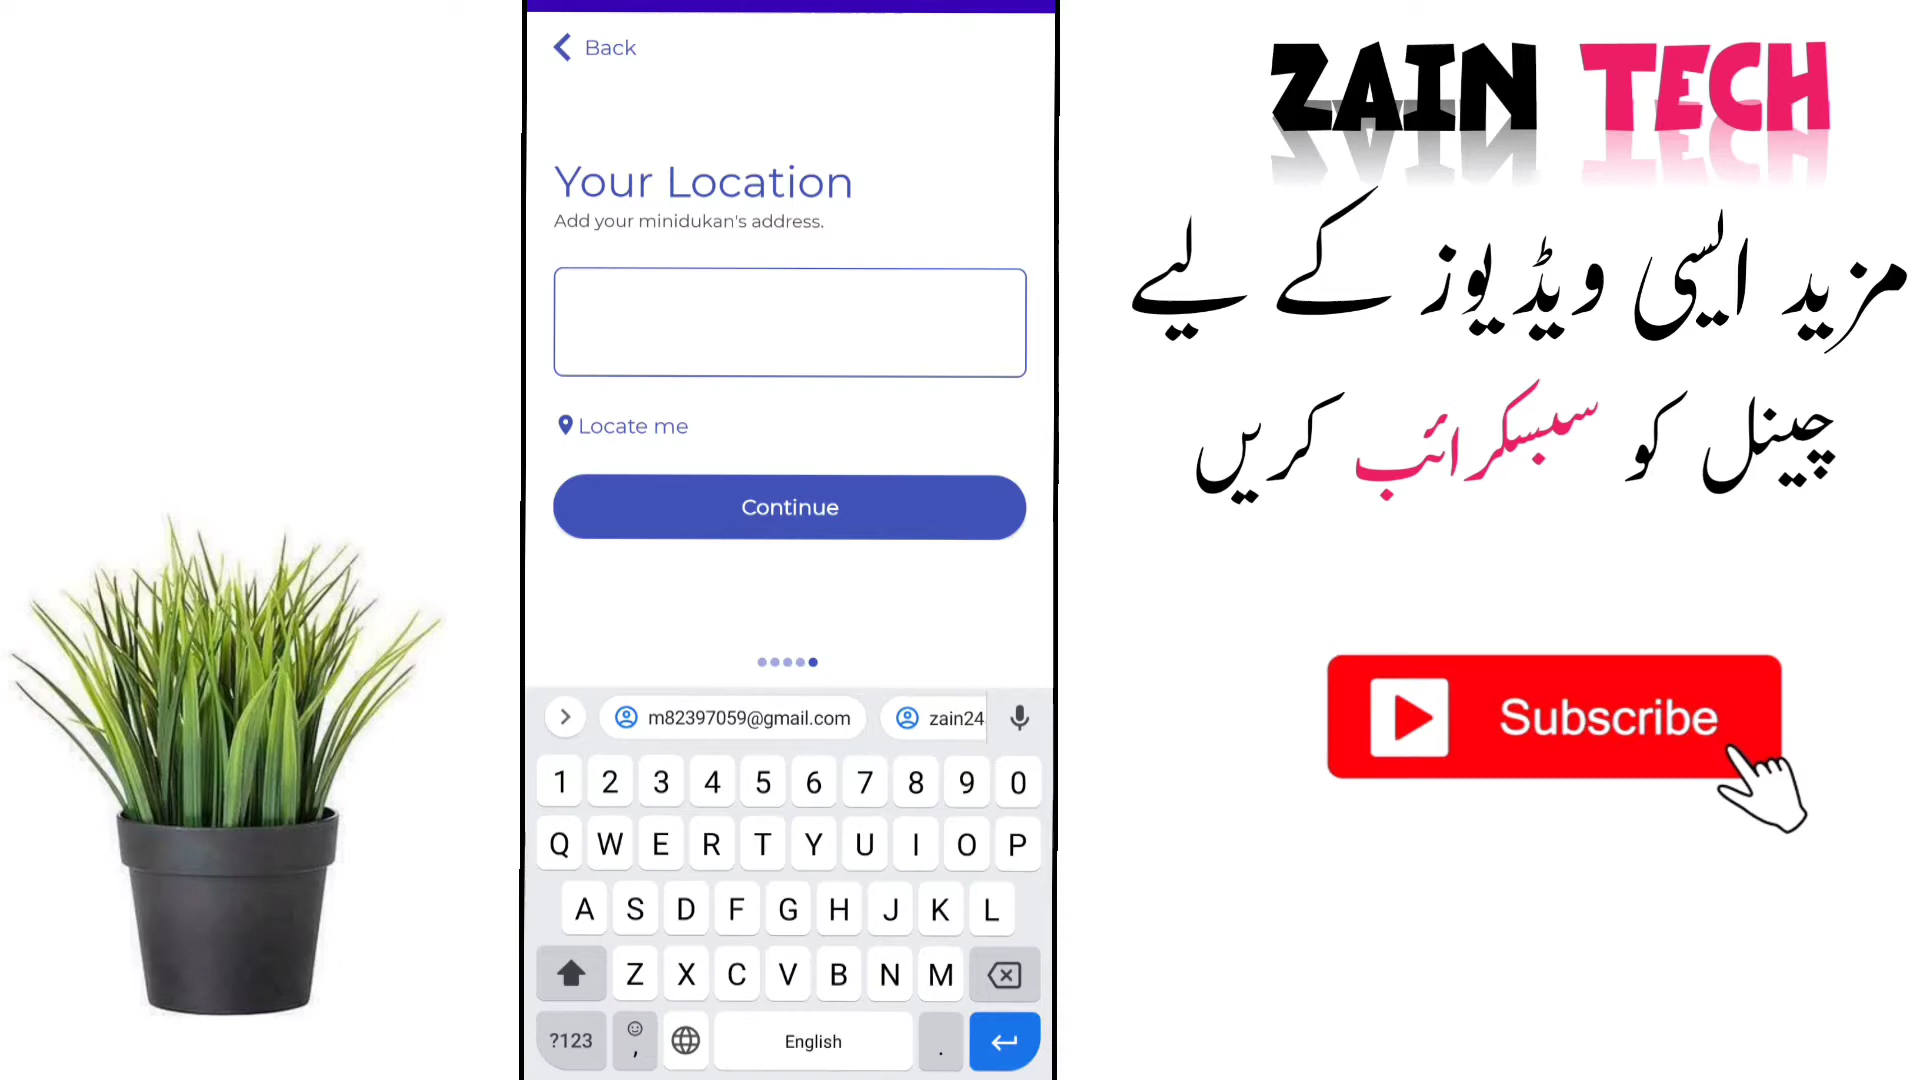 Back
Your Location
Add your minidukan's address.
Locate me
Continue
m82397059@gmail.com zain24
1 2 3 4 5 6 7 8 9 0
Q W E R T Y U I O P
A S D F G H J K L
Z X C V B N M
?123 , English .
ZAIN TECH
مزید ایسی ویڈیوز کے لیے
چینل کو سبسکرائب کریں
Subscribe